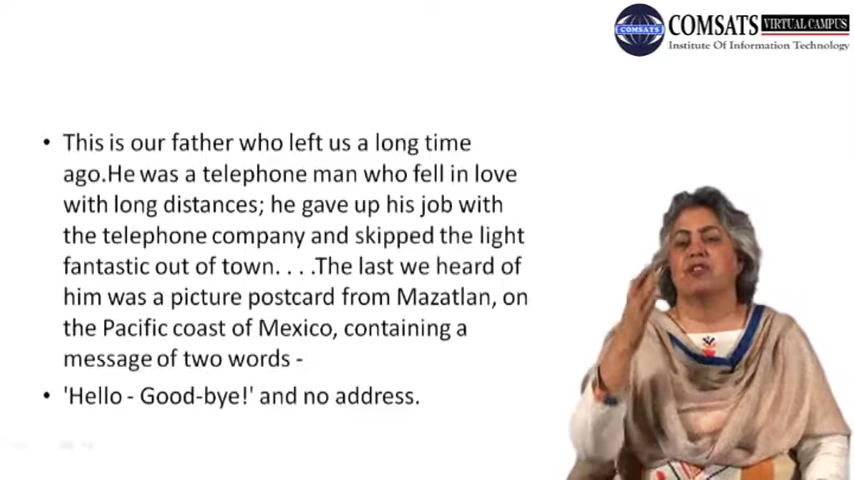 COMSATS VIRTUAL CAMPUS
COMSATS
Institute Of Information Technology
• This is our father who left us a long time
ago.He was a telephone man who fell in love
with long distances; he gave up his job with
the telephone company and skipped the light
fantastic out of town. . . .The last we heard of
him was a picture postcard from Mazatlan, on
the Pacific coast of Mexico, containing a
message of two words -
• 'Hello - Good-bye!' and no address.